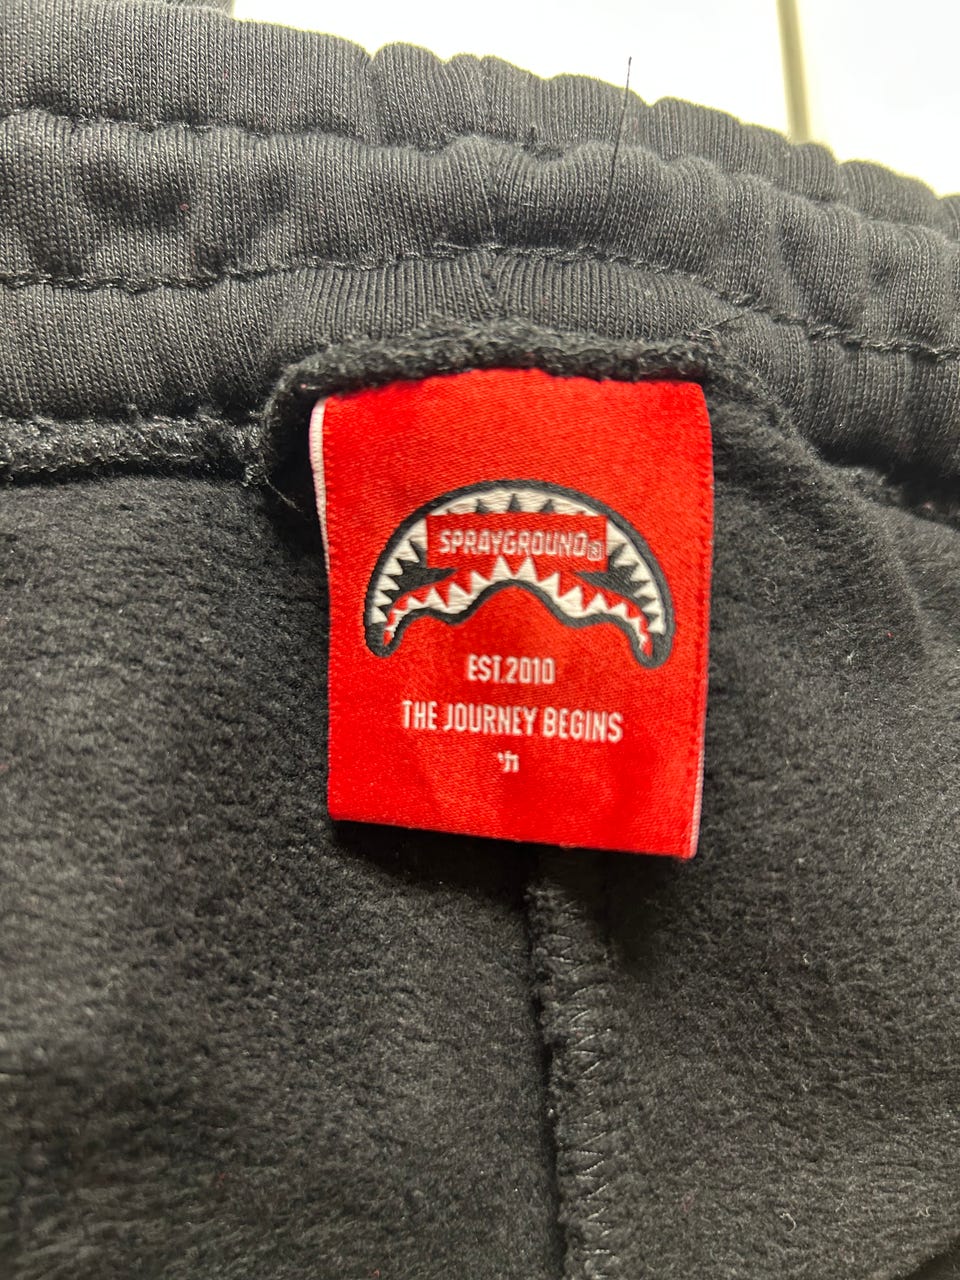 SPRAYGROUND®
EST.2010
THE JOURNEY BEGINS